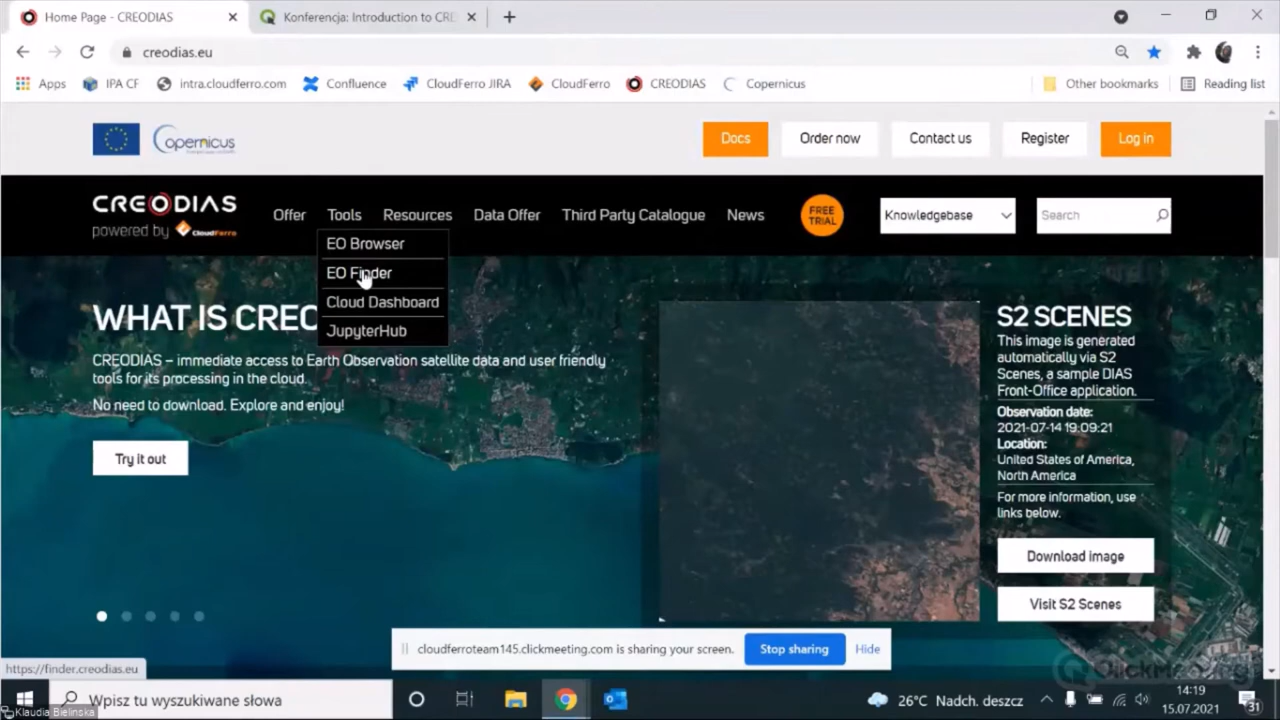 Home Page - CREODIAS
Konferencja: Introduction to CRE
creodias.eu
Apps
IPA CF
intra.cloudferro.com
Confluence
CloudFerro JIRA
CloudFerro
CREODIAS
Copernicus
Other bookmarks
Reading list
opernicus
Docs
Order now
Contact us
Register
Log in
CREODIAS
powered by CloudFerro
Offer
Tools
Resources
Data Offer
Third Party Catalogue
News
FREE
TRIAL
Knowledgebase
Search
EO Browser
EO Finder
Cloud Dashboard
JupyterHub
WHAT IS CREO
CREODIAS – immediate access to Earth Observation satellite data and user friendly
tools for its processing in the cloud.
No need to download. Explore and enjoy!
Try it out
S2 SCENES
This image is generated
automatically via S2
Scenes, a sample DIAS
Front-Office application.
Observation date:
2021-07-14 19:09:21
Location:
United States of America,
North America
For more information, use
links below.
Download image
Visit S2 Scenes
cloudferroteam145.clickmeeting.com is sharing your screen.
Stop sharing
Hide
https://finder.creodias.eu
ClickMeeting
Wpisz tu wyszukiwane słowa
Klaudia Bielinska
26°C Nadch. deszcz
14:19
15.07.2021
31